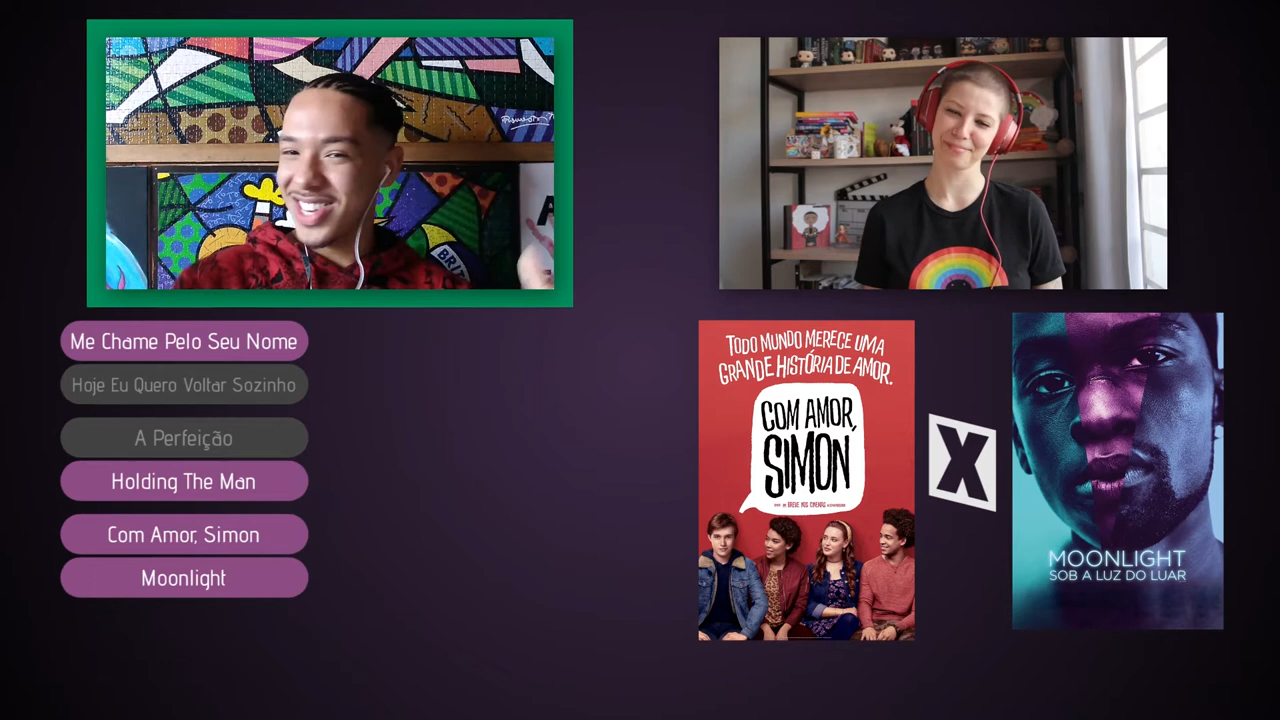 BRIT
Me Chame Pelo Seu Nome
Hoje Eu Quero Voltar Sozinho
A Perfeição
Holding The Man
Com Amor, Simon
Moonlight
TODO MUNDO MERECE UMA
GRANDE HISTÓRIA DE AMOR.
COM AMOR,
SIMON
X
MOONLIGHT
SOB A LUZ DO LUAR